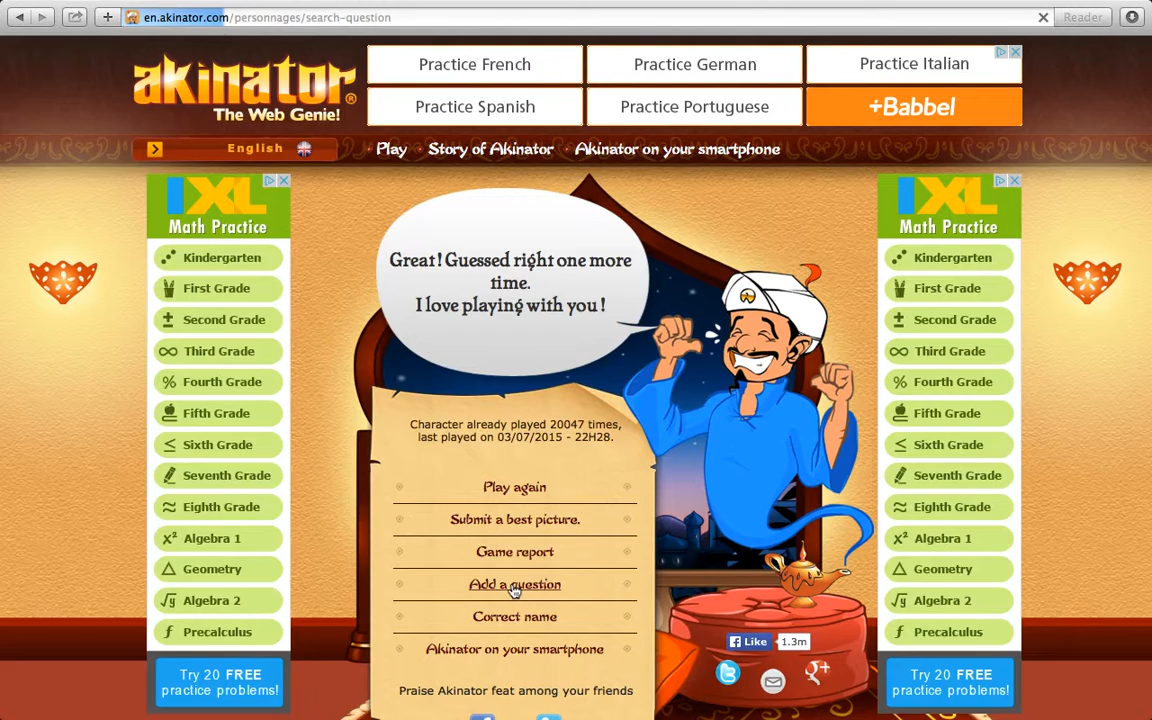 en.akinator.com/personnages/search-question
Reader
akinator®
The Web Genie!
Practice French
Practice German
Practice Italian
Practice Spanish
Practice Portuguese
+Babbel
English
Play
Story of Akinator
Akinator on your smartphone
IXL
Math Practice
Kindergarten
First Grade
Second Grade
Third Grade
% Fourth Grade
Fifth Grade
≤ Sixth Grade
Seventh Grade
≈ Eighth Grade
x² Algebra 1
Geometry
√y Algebra 2
f Precalculus
Try 20 FREE
practice problems!
Great! Guessed right one more
time.
I love playing with you !
Character already played 20047 times,
last played on 03/07/2015 - 22H28.
Play again
Submit a best picture.
Game report
Add a question
Correct name
Akinator on your smartphone
Praise Akinator feat among your friends
Like
1.3m
g+
IXL
Math Practice
Kindergarten
First Grade
Second Grade
Third Grade
% Fourth Grade
Fifth Grade
≤ Sixth Grade
Seventh Grade
≈ Eighth Grade
x² Algebra 1
Geometry
√y Algebra 2
f Precalculus
Try 20 FREE
practice problems!